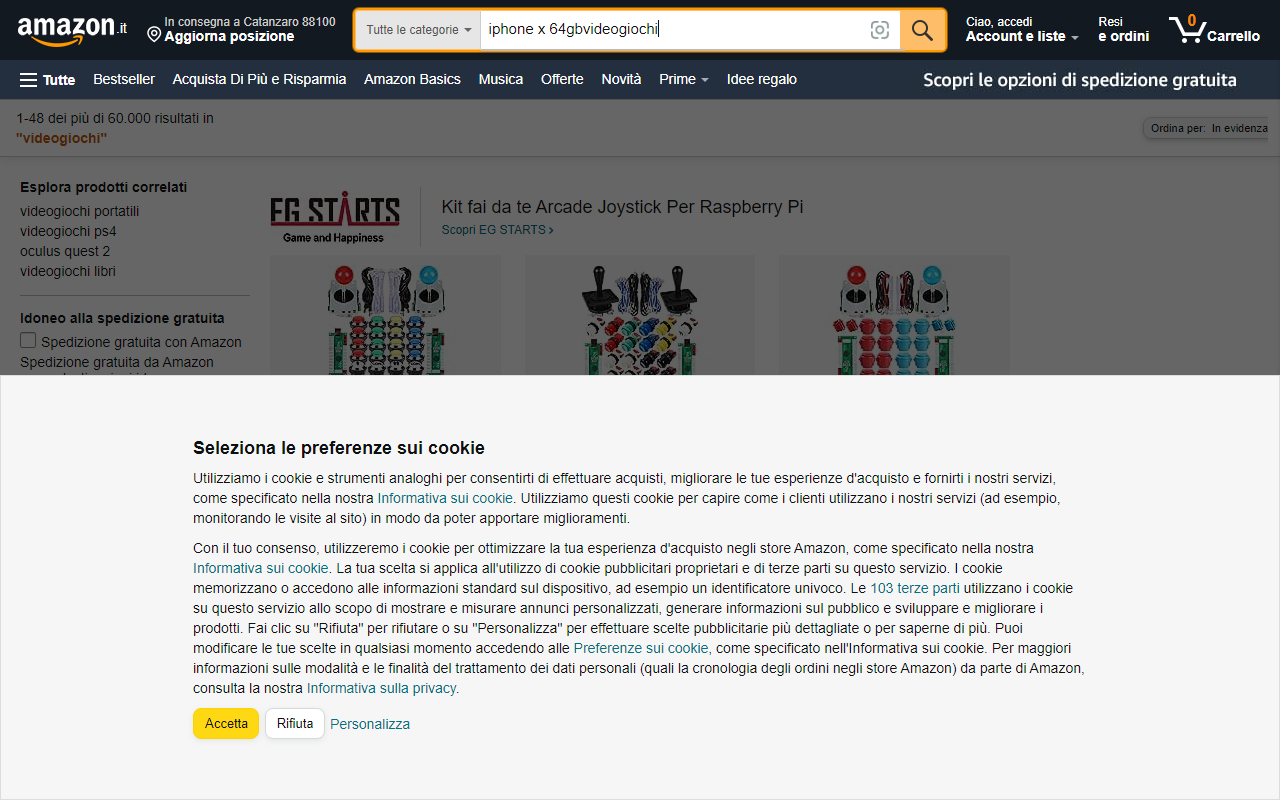 amazon.it
In consegna a Catanzaro 88100
Aggiorna posizione
Tutte le categorie
iphone x 64gbvideogiochi
Ciao, accedi
Account e liste
Resi
e ordini
0
Carrello
Tutte
Bestseller
Acquista Di Più e Risparmia
Amazon Basics
Musica
Offerte
Novità
Prime
Idee regalo
Scopri le opzioni di spedizione gratuita
1-48 dei più di 60.000 risultati in
"videogiochi"
Ordina per: In evidenza
Esplora prodotti correlati
videogiochi portatili
videogiochi ps4
oculus quest 2
videogiochi libri
Idoneo alla spedizione gratuita
Spedizione gratuita con Amazon
Spedizione gratuita da Amazon
EG STARTS
Game and Happiness
Kit fai da te Arcade Joystick Per Raspberry Pi
Scopri EG STARTS ›
Seleziona le preferenze sui cookie
Utilizziamo i cookie e strumenti analoghi per consentirti di effettuare acquisti, migliorare le tue esperienze d'acquisto e fornirti i nostri servizi,
come specificato nella nostra Informativa sui cookie. Utilizziamo questi cookie per capire come i clienti utilizzano i nostri servizi (ad esempio,
monitorando le visite al sito) in modo da poter apportare miglioramenti.
Con il tuo consenso, utilizzeremo i cookie per ottimizzare la tua esperienza d'acquisto negli store Amazon, come specificato nella nostra
Informativa sui cookie. La tua scelta si applica all'utilizzo di cookie pubblicitari proprietari e di terze parti su questo servizio. I cookie
memorizzano o accedono alle informazioni standard sul dispositivo, ad esempio un identificatore univoco. Le 103 terze parti utilizzano i cookie
su questo servizio allo scopo di mostrare e misurare annunci personalizzati, generare informazioni sul pubblico e sviluppare e migliorare i
prodotti. Fai clic su "Rifiuta" per rifiutare o su "Personalizza" per effettuare scelte pubblicitarie più dettagliate o per saperne di più. Puoi
modificare le tue scelte in qualsiasi momento accedendo alle Preferenze sui cookie, come specificato nell'Informativa sui cookie. Per maggiori
informazioni sulle modalità e le finalità del trattamento dei dati personali (quali la cronologia degli ordini negli store Amazon) da parte di Amazon,
consulta la nostra Informativa sulla privacy.
Accetta
Rifiuta
Personalizza